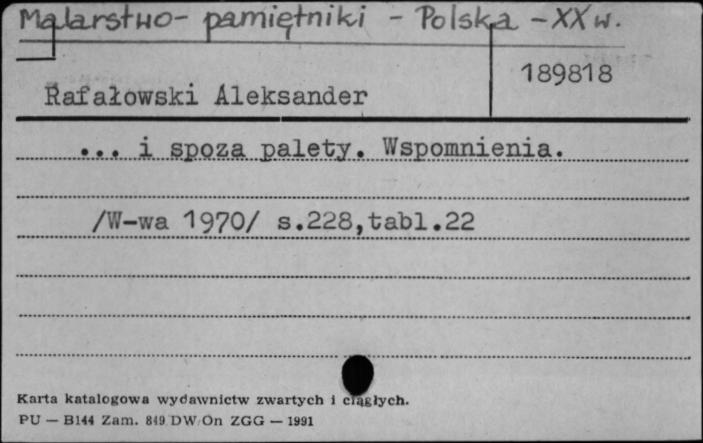 Malarstwo - pamiętniki - Polska - XX w.
189818
Rafałowski Aleksander
... i spoza palety. Wspomnienia.
/W-wa 1970/ s.228,tabl.22
Karta katalogowa wydawnictw zwartych i ciągłych.
PU — B144 Zam. 849 DW/On ZGG — 1991